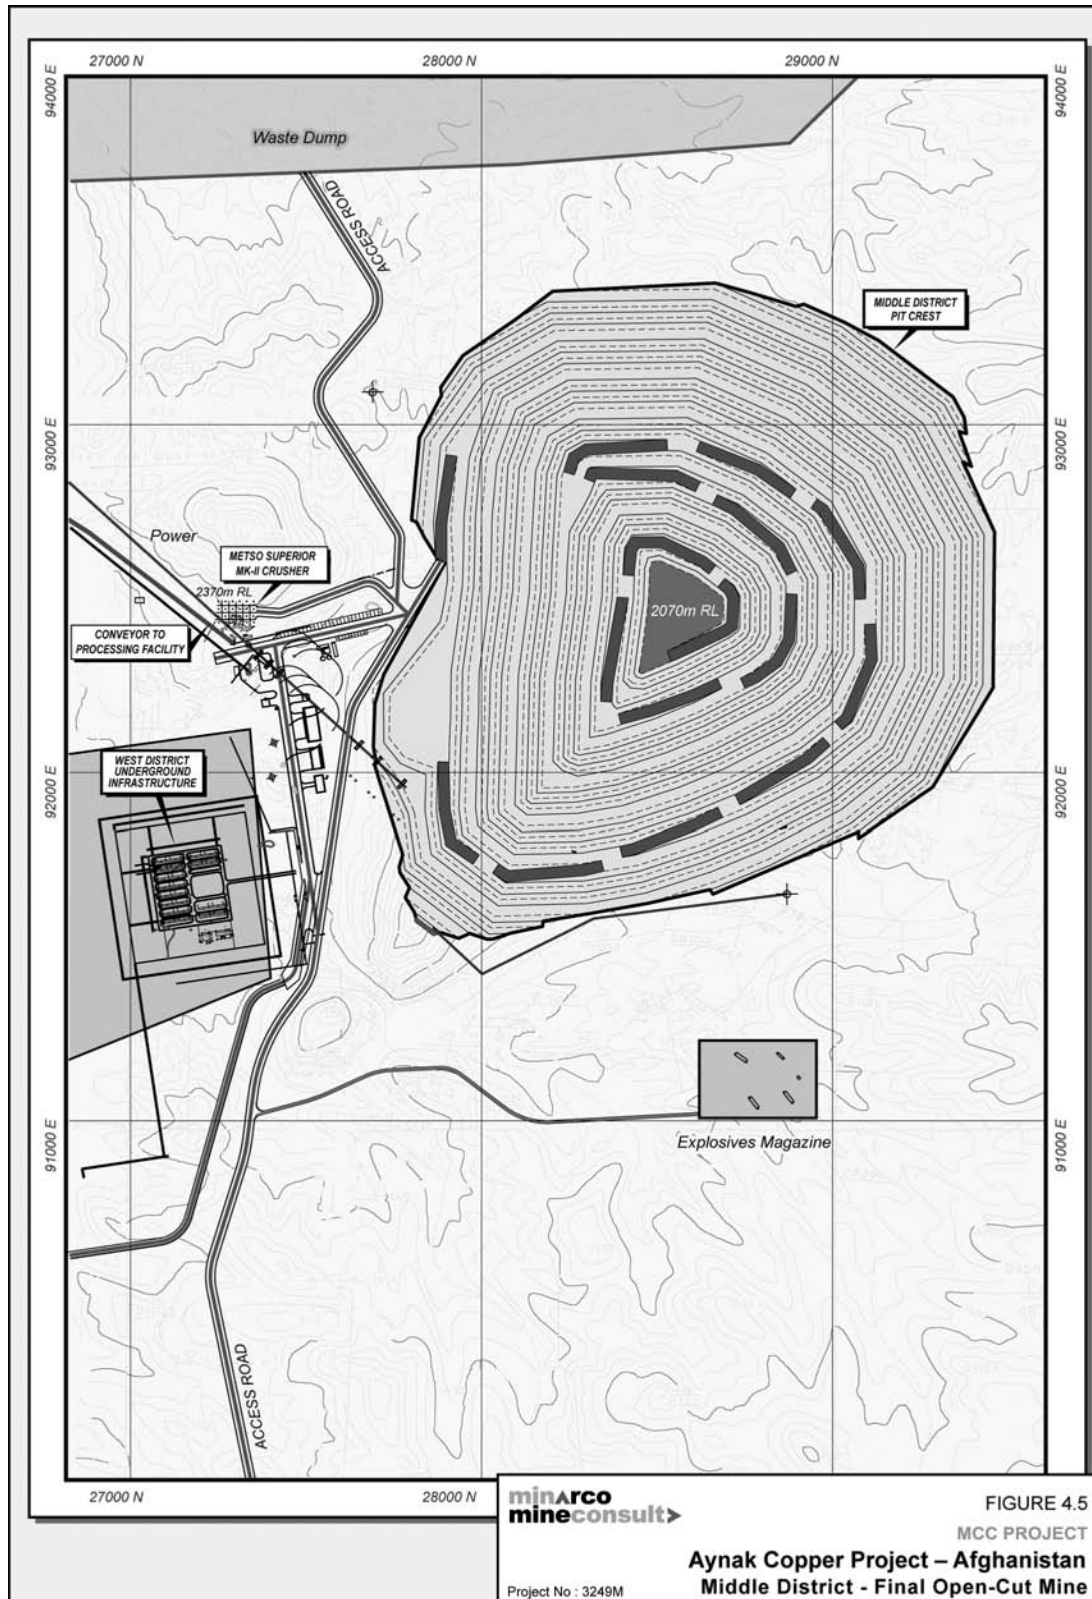 27000 N
28000 N
29000 N
94000 E
94000 E
Waste Dump
ACCESS ROAD
MIDDLE DISTRICT
PIT CREST
93000 E
93000 E
Power
METSO SUPERIOR
MK-II CRUSHER
2370m RL
2070m RL
CONVEYOR TO
PROCESSING FACILITY
WEST DISTRICT
UNDERGROUND
INFRASTRUCTURE
92000 E
92000 E
91000 E
91000 E
Explosives Magazine
ACCESS ROAD
27000 N
28000 N
minarco
mineconsult
FIGURE 4.5
MCC PROJECT
Aynak Copper Project – Afghanistan
Project No : 3249M
Middle District - Final Open-Cut Mine